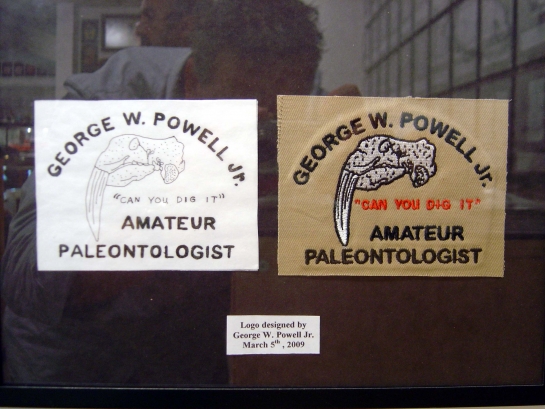 GEORGE W. POWELL Jr.
"CAN YOU DIG IT"
AMATEUR
PALEONTOLOGIST
GEORGE W. POWELL Jr.
"CAN YOU DIG IT"
AMATEUR
PALEONTOLOGIST
Logo designed by
George W. Powell Jr.
March 5th, 2009